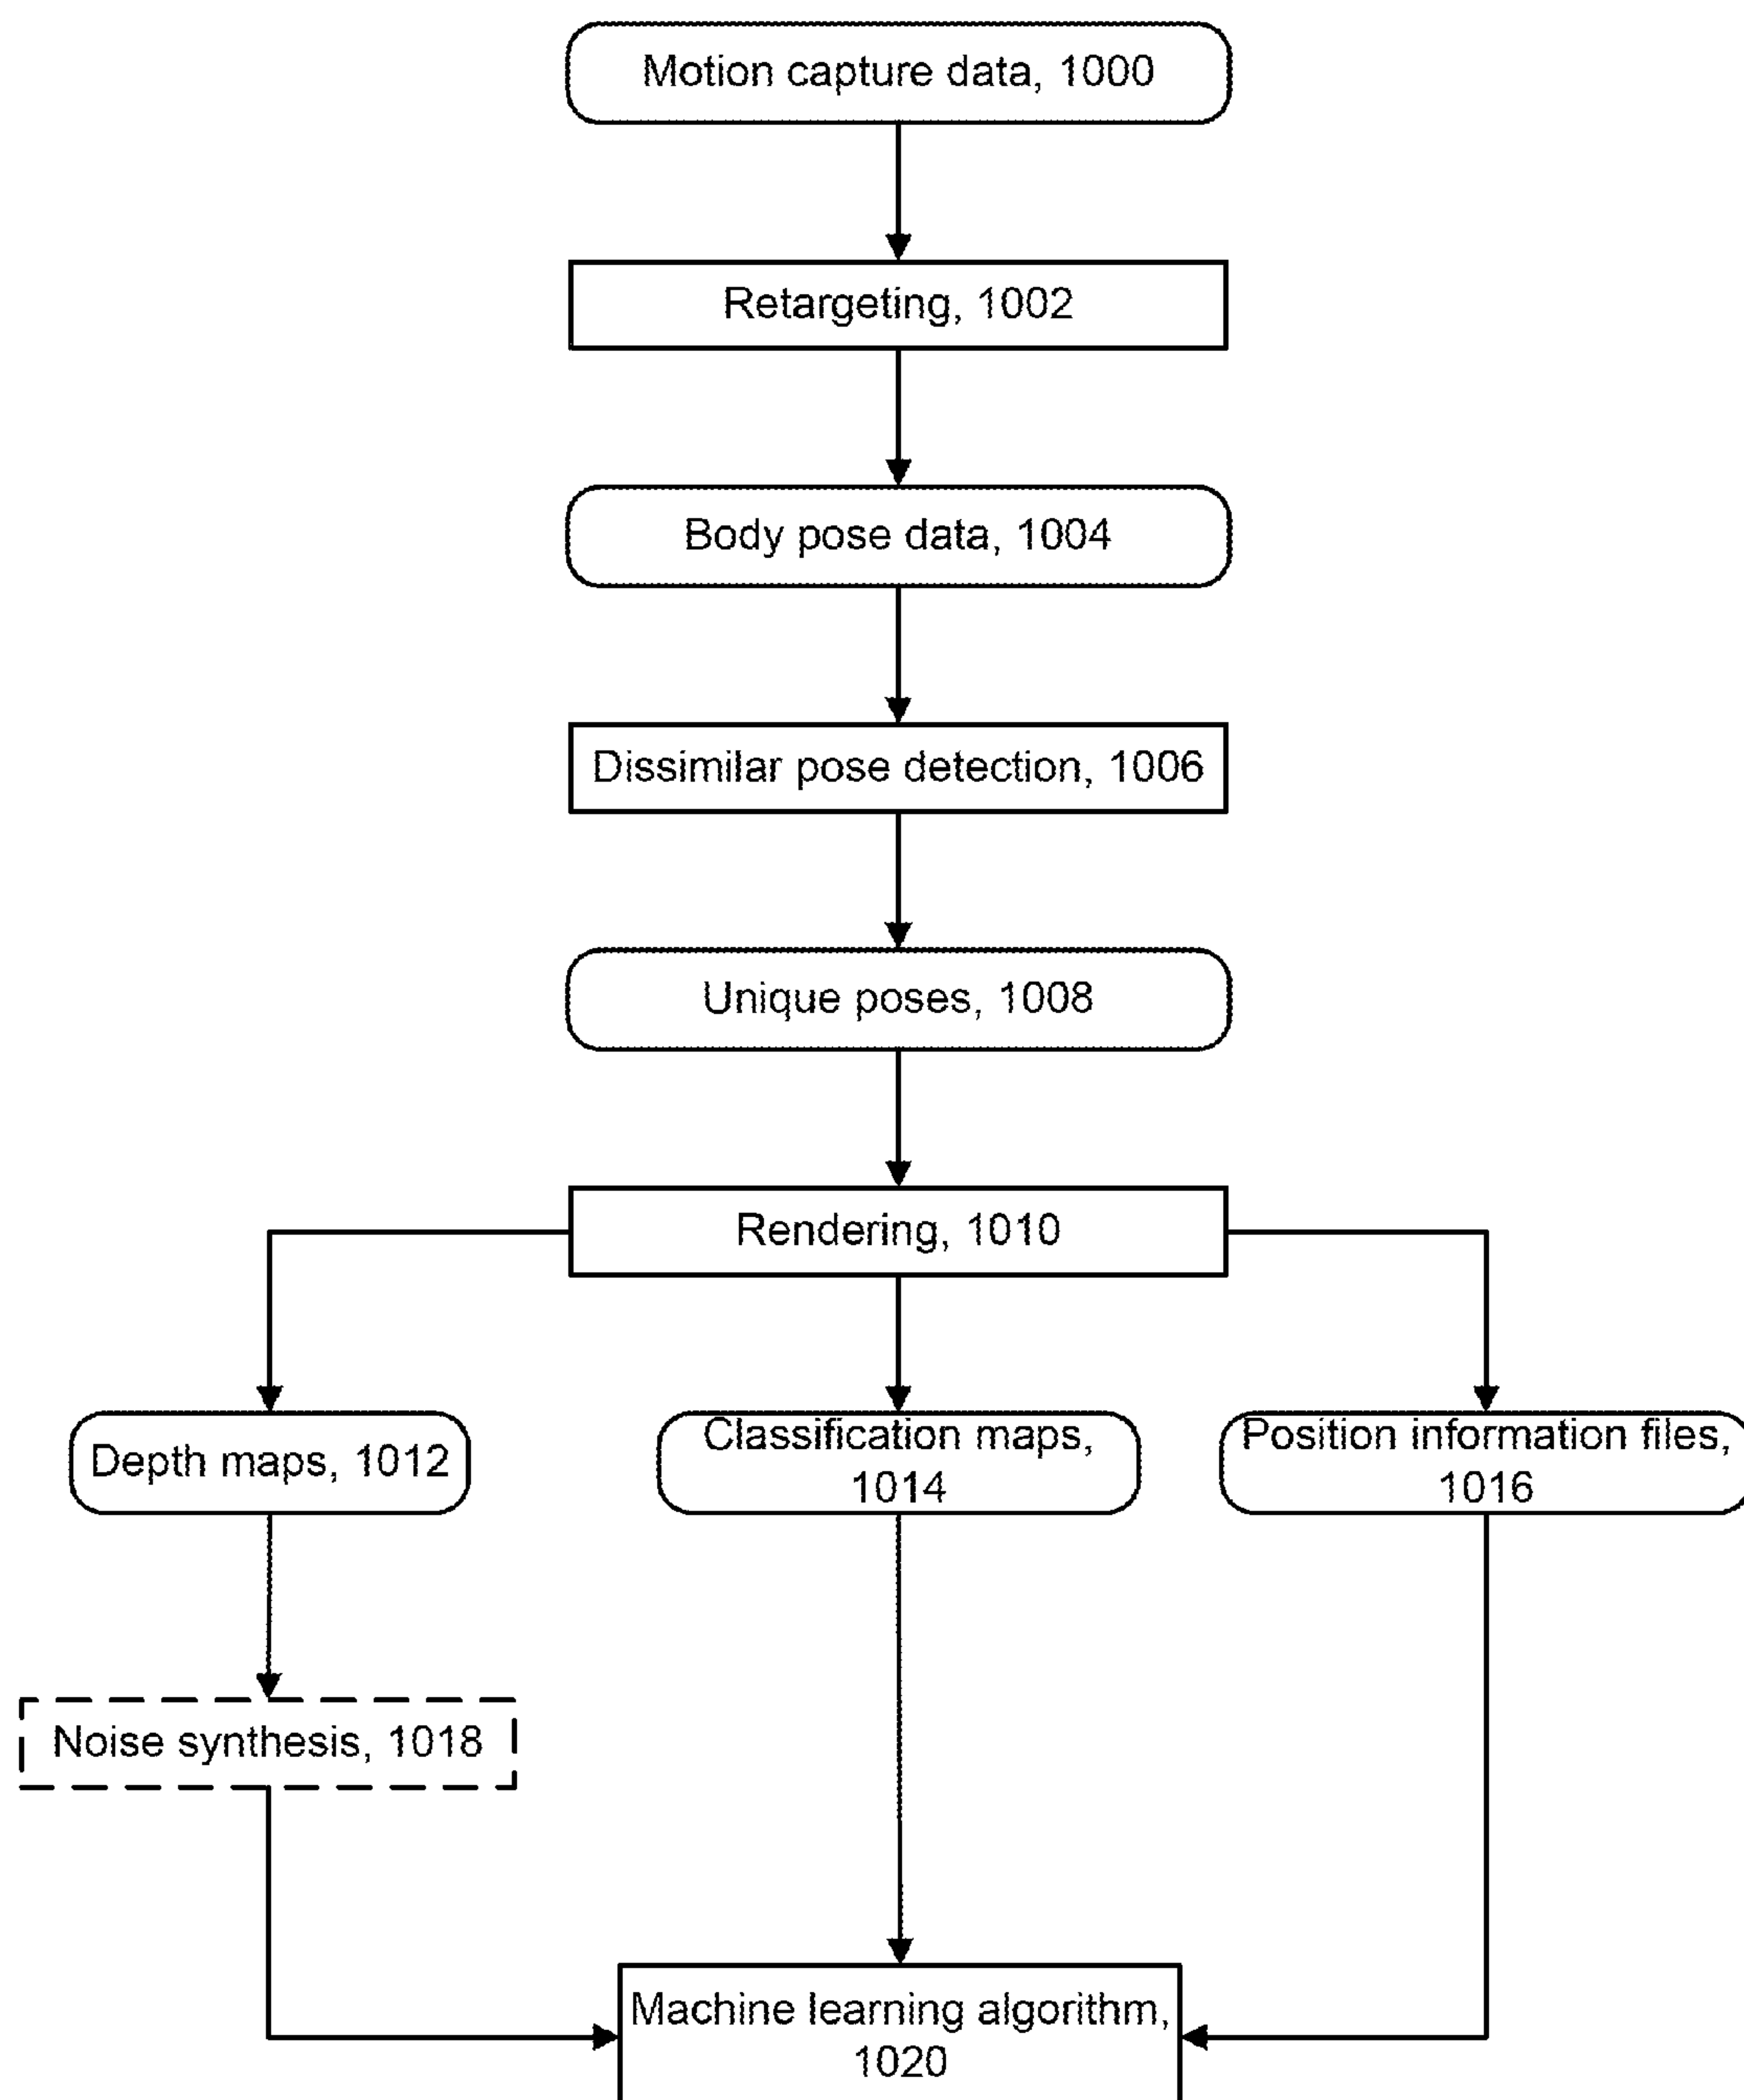 Motion capture data, 1000
Retargeting, 1002
Body pose data, 1004
Dissimilar pose detection, 1006
Unique poses, 1008
Rendering, 1010
Depth maps, 1012
Classification maps,
1014
Position information files,
1016
Noise synthesis, 1018
Machine learning algorithm,
1020